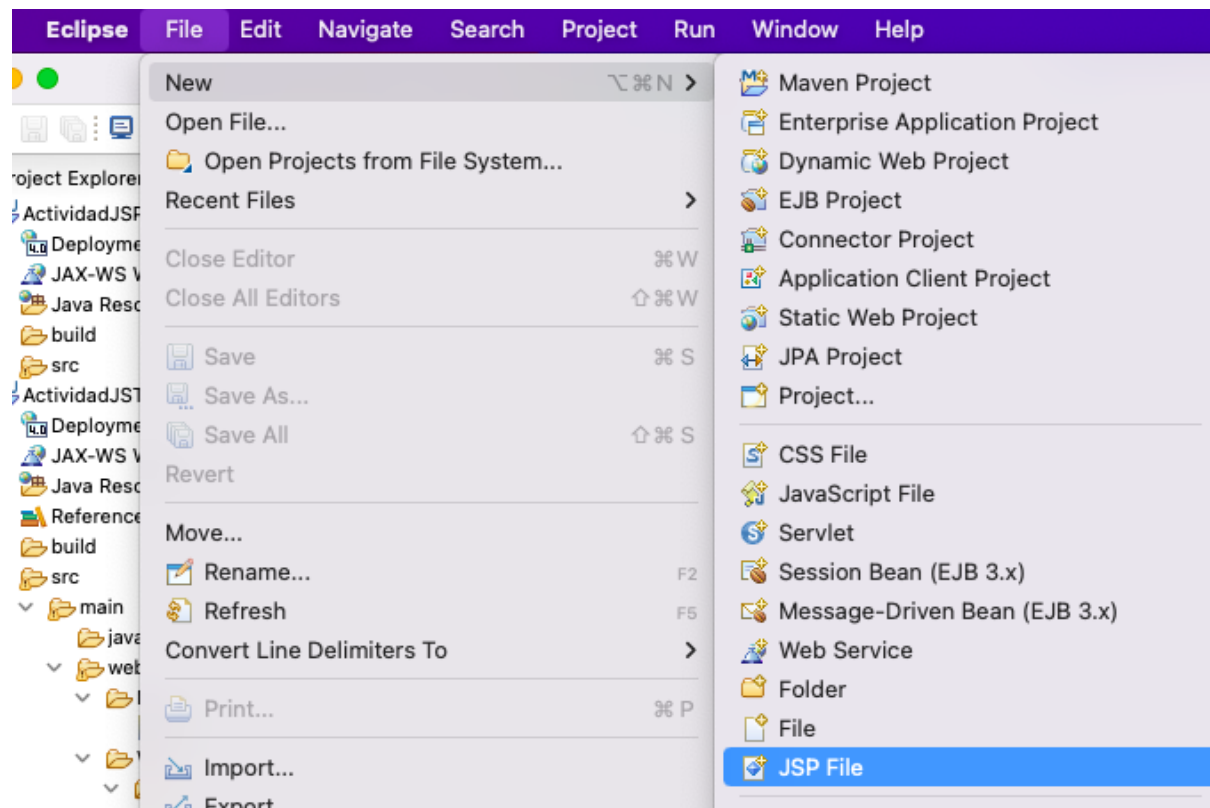 Eclipse File Edit Navigate Search Project Run Window Help
New ⌥⌘N
Open File...
Open Projects from File System...
Recent Files
Close Editor ⌘W
Close All Editors ⇧⌘W
Save ⌘S
Save As...
Save All ⇧⌘S
Revert
Move...
Rename... F2
Refresh F5
Convert Line Delimiters To
Print... ⌘P
Import...
Export
Maven Project
Enterprise Application Project
Dynamic Web Project
EJB Project
Connector Project
Application Client Project
Static Web Project
JPA Project
Project...
CSS File
JavaScript File
Servlet
Session Bean (EJB 3.x)
Message-Driven Bean (EJB 3.x)
Web Service
Folder
File
JSP File
roject Explorer
ActividadJSP
Deployme
JAX-WS W
Java Reso
build
src
ActividadJST
Deployme
JAX-WS W
Java Reso
Reference
build
src
main
java
web